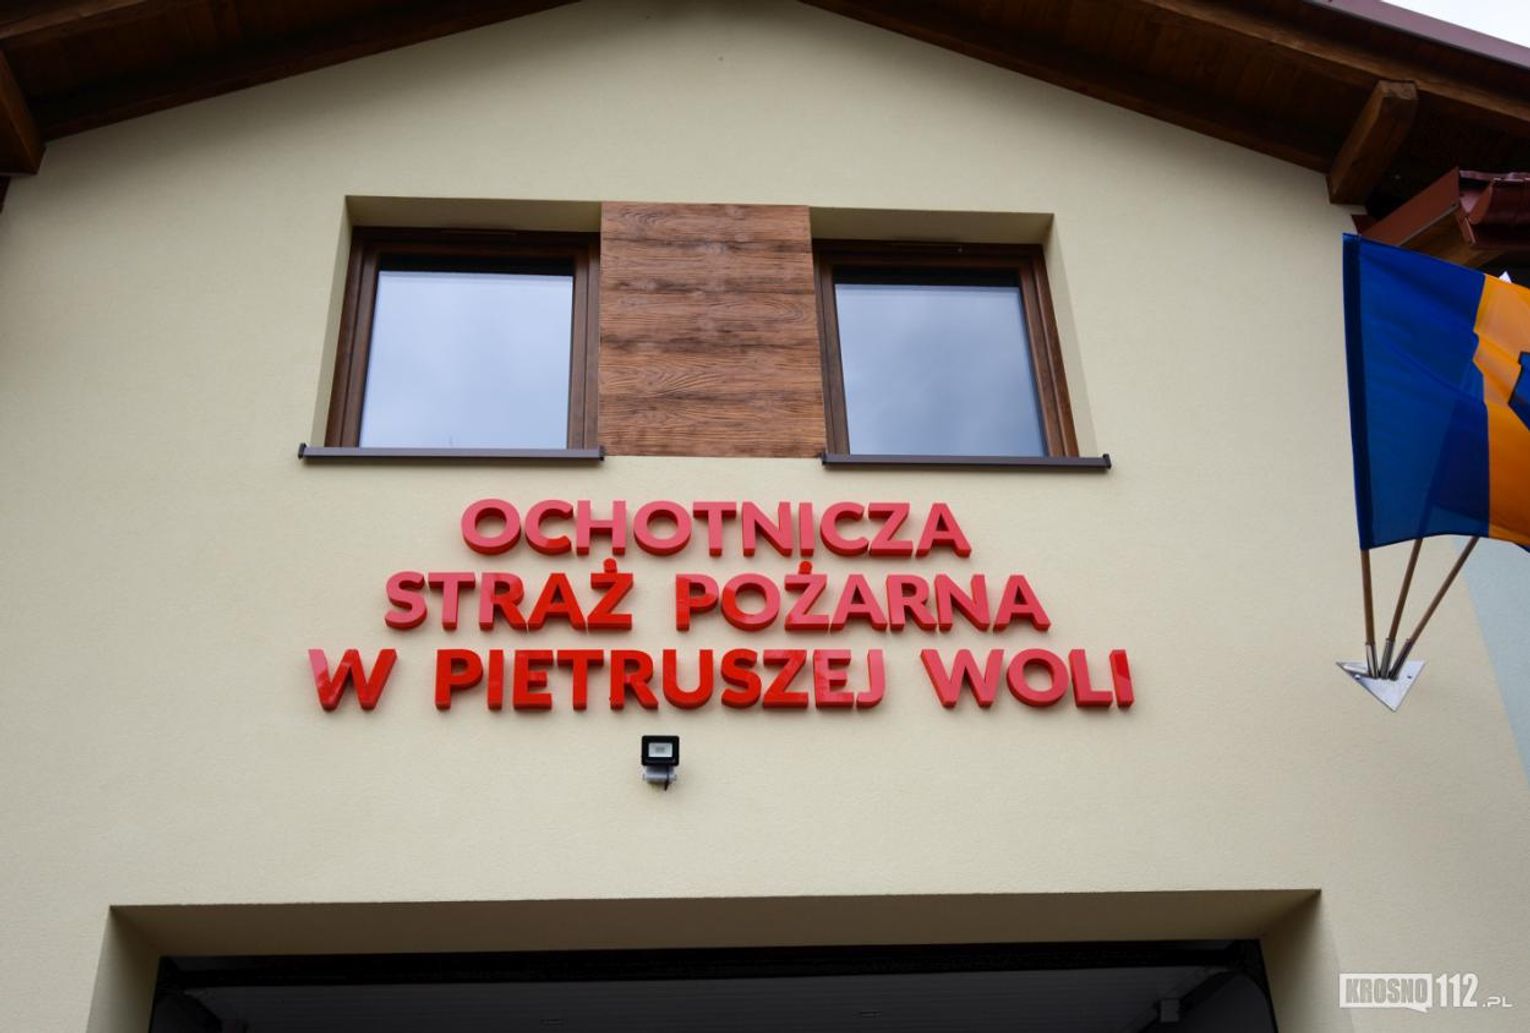 OCHOTNICZA
STRAŻ POŻARNA
W PIETRUSZEJ WOLI
KROSNO112.PL